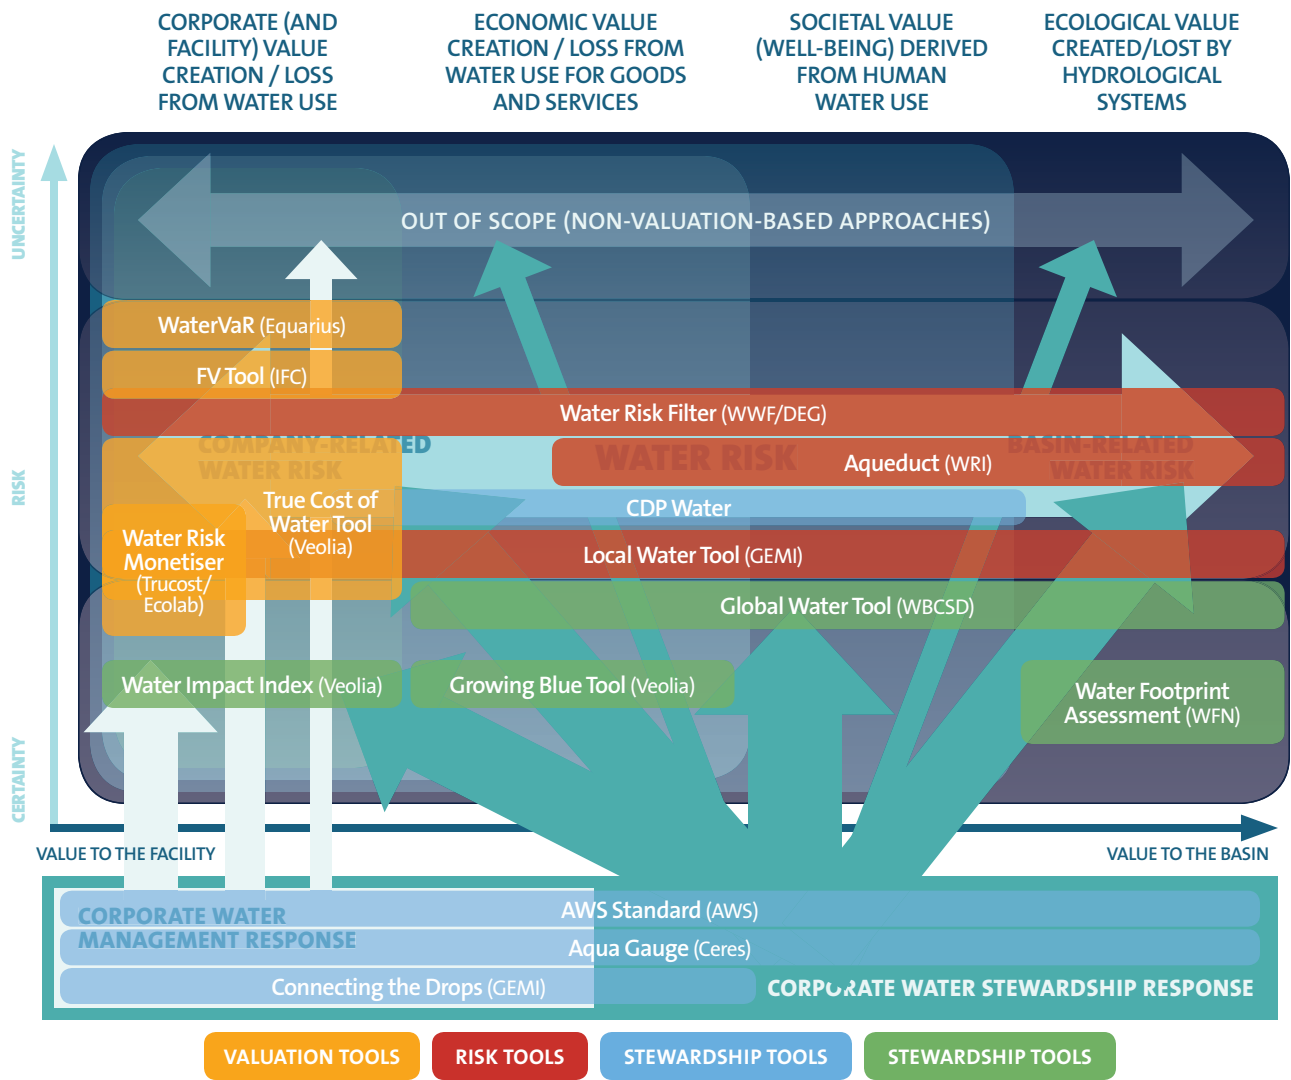 CORPORATE (AND
FACILITY) VALUE
CREATION / LOSS
FROM WATER USE
ECONOMIC VALUE
CREATION / LOSS FROM
WATER USE FOR GOODS
AND SERVICES
SOCIETAL VALUE
(WELL-BEING) DERIVED
FROM HUMAN
WATER USE
ECOLOGICAL VALUE
CREATED/LOST BY
HYDROLOGICAL
SYSTEMS
UNCERTAINTY
RISK
CERTAINTY
OUT OF SCOPE (NON-VALUATION-BASED APPROACHES)
WaterVaR (Equarius)
FV Tool (IFC)
Water Risk Filter (WWF/DEG)
COMPANY-RELATED
WATER RISK
WATER RISK
BASIN-RELATED
WATER RISK
Aqueduct (WRI)
True Cost of
Water Tool
(Veolia)
CDP Water
Water Risk
Monetiser
(Trucost/
Ecolab)
Local Water Tool (GEMI)
Global Water Tool (WBCSD)
Water Impact Index (Veolia)
Growing Blue Tool (Veolia)
Water Footprint
Assessment (WFN)
VALUE TO THE FACILITY
VALUE TO THE BASIN
CORPORATE WATER
MANAGEMENT RESPONSE
AWS Standard (AWS)
Aqua Gauge (Ceres)
Connecting the Drops (GEMI)
CORPORATE WATER STEWARDSHIP RESPONSE
VALUATION TOOLS
RISK TOOLS
STEWARDSHIP TOOLS
STEWARDSHIP TOOLS